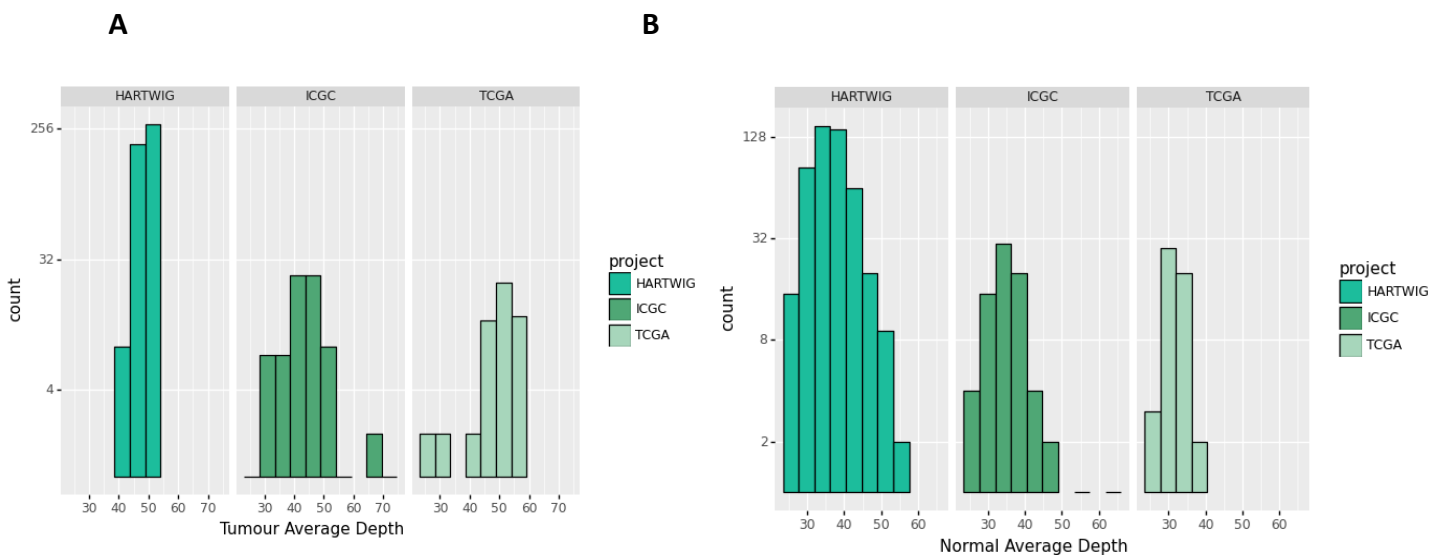 A
B
HARTWIG
ICGC
TCGA
256
32
4
count
30 40 50 60 70
30 40 50 60 70
30 40 50 60 70
Tumour Average Depth
project
HARTWIG
ICGC
TCGA
HARTWIG
ICGC
TCGA
128
32
8
2
count
30 40 50 60
30 40 50 60
30 40 50 60
Normal Average Depth
project
HARTWIG
ICGC
TCGA